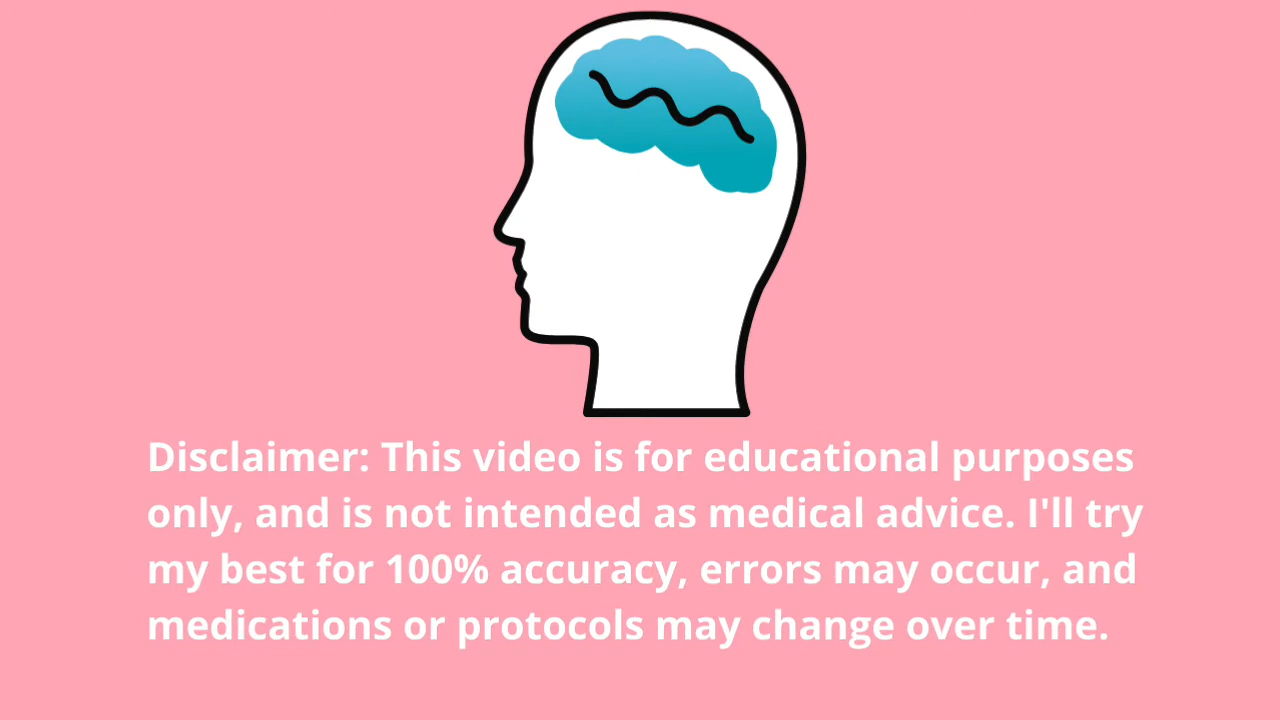 Disclaimer: This video is for educational purposes
only, and is not intended as medical advice. I'll try
my best for 100% accuracy, errors may occur, and
medications or protocols may change over time.